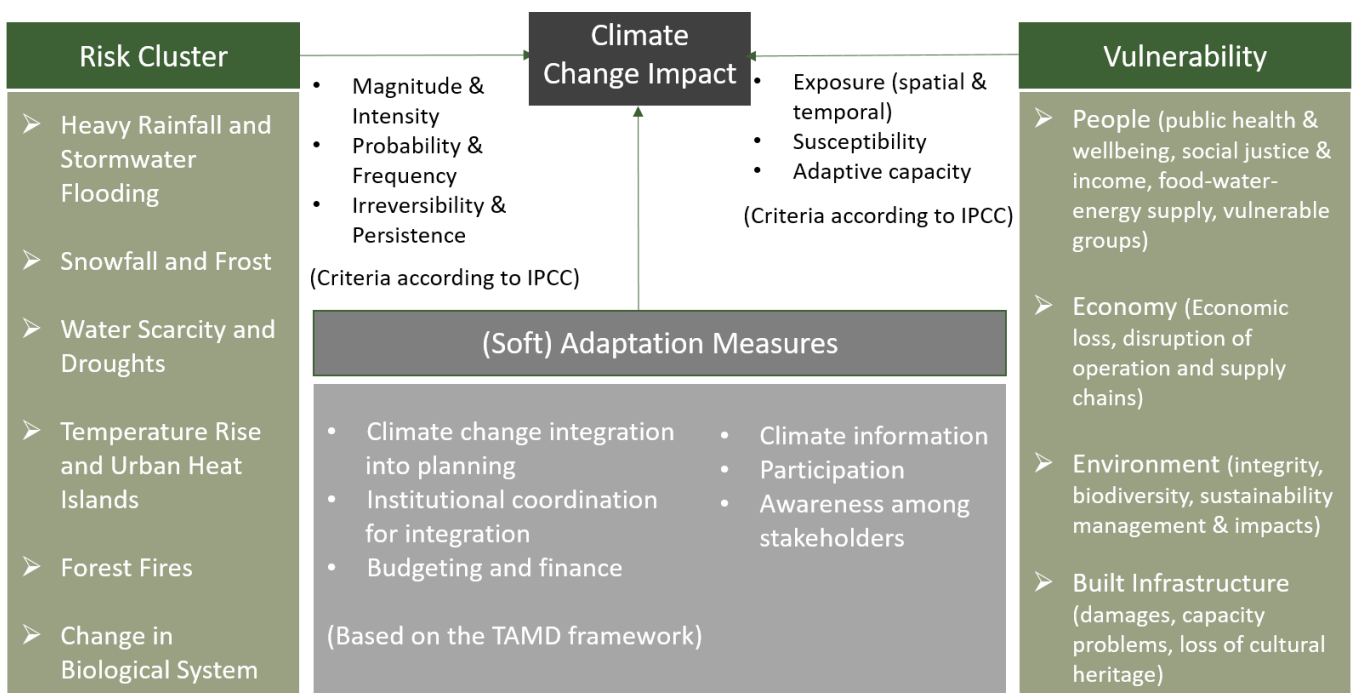 Risk Cluster
➢ Heavy Rainfall and
Stormwater
Flooding
➢ Snowfall and Frost
➢ Water Scarcity and
Droughts
➢ Temperature Rise
and Urban Heat
Islands
➢ Forest Fires
➢ Change in
Biological System
• Magnitude &
Intensity
• Probability &
Frequency
• Irreversibility &
Persistence
(Criteria according to IPCC)
Climate
Change Impact
• Exposure (spatial &
temporal)
• Susceptibility
• Adaptive capacity
(Criteria according to IPCC)
(Soft) Adaptation Measures
• Climate change integration
into planning
• Institutional coordination
for integration
• Budgeting and finance
• Climate information
• Participation
• Awareness among
stakeholders
(Based on the TAMD framework)
Vulnerability
➢ People (public health &
wellbeing, social justice &
income, food-water-
energy supply, vulnerable
groups)
➢ Economy (Economic
loss, disruption of
operation and supply
chains)
➢ Environment (integrity,
biodiversity, sustainability
management & impacts)
➢ Built Infrastructure
(damages, capacity
problems, loss of cultural
heritage)